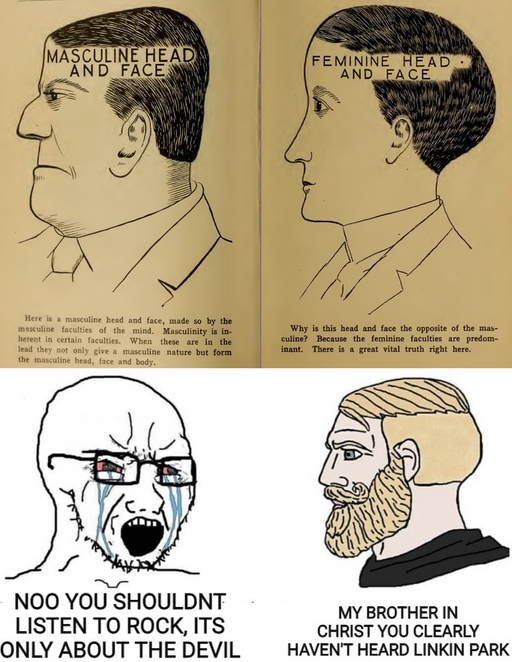 MASCULINE HEAD
AND FACE
FEMININE HEAD
AND FACE
Here is a masculine head and face, made so by the
masculine faculties of the mind. Masculinity is in-
herent in certain faculties. When these are in the
lead they not only give a masculine nature but form
the masculine head, face and body.
Why is this head and face the opposite of the mas-
culine? Because the feminine faculties are predom-
inant. There is a great vital truth right here.
NOO YOU SHOULDNT
LISTEN TO ROCK, ITS
ONLY ABOUT THE DEVIL
MY BROTHER IN
CHRIST YOU CLEARLY
HAVEN'T HEARD LINKIN PARK